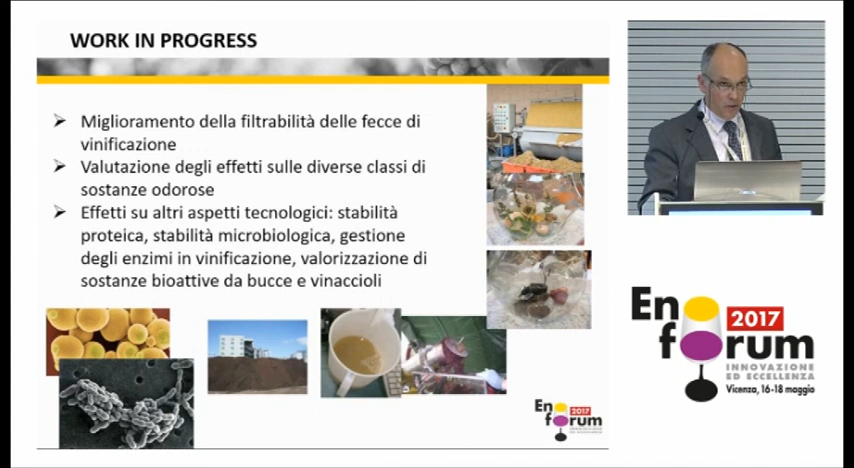 WORK IN PROGRESS
Miglioramento della filtrabilità delle fecce di
vinificazione
Valutazione degli effetti sulle diverse classi di
sostanze odorose
Effetti su altri aspetti tecnologici: stabilità
proteica, stabilità microbiologica, gestione
degli enzimi in vinificazione, valorizzazione di
sostanze bioattive da bucce e vinaccioli
En
2017
forum
En
2017
forum
INNOVAZIONE
ED ECCELLENZA
Vicenza, 16-18 maggio